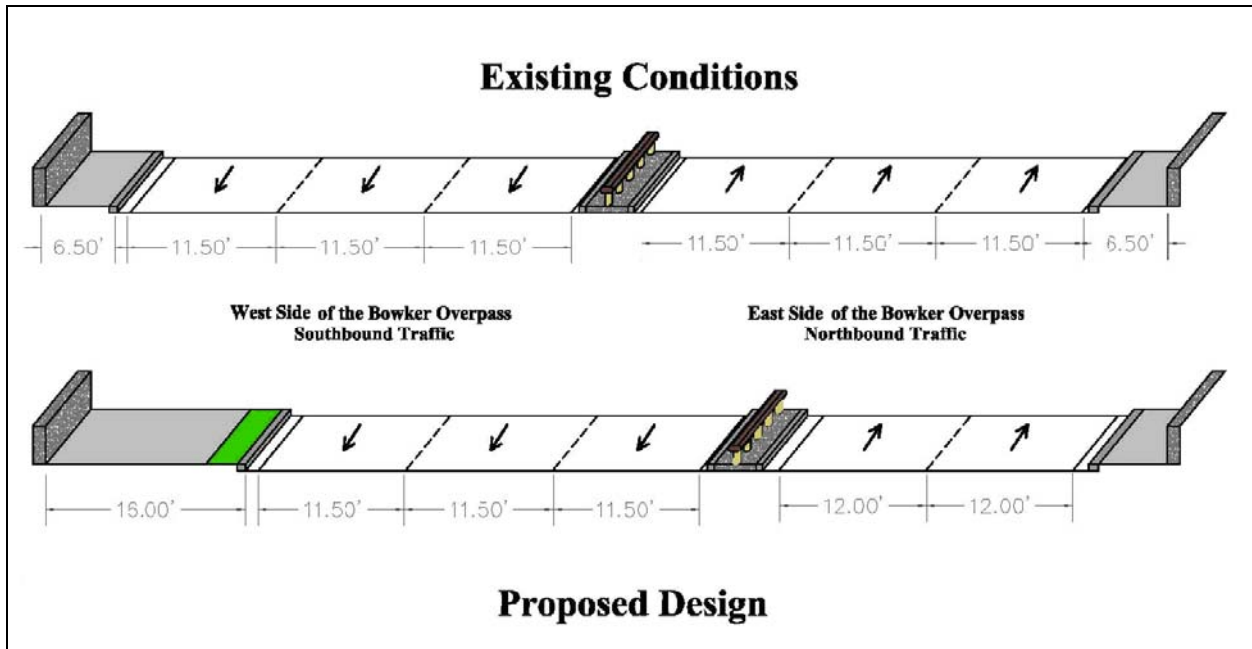 Existing Conditions
6.50' 11.50' 11.50' 11.50' 11.50' 11.50' 11.50' 6.50'
West Side of the Bowker Overpass
Southbound Traffic
East Side of the Bowker Overpass
Northbound Traffic
16.00' 11.50' 11.50' 11.50' 12.00' 12.00'
Proposed Design